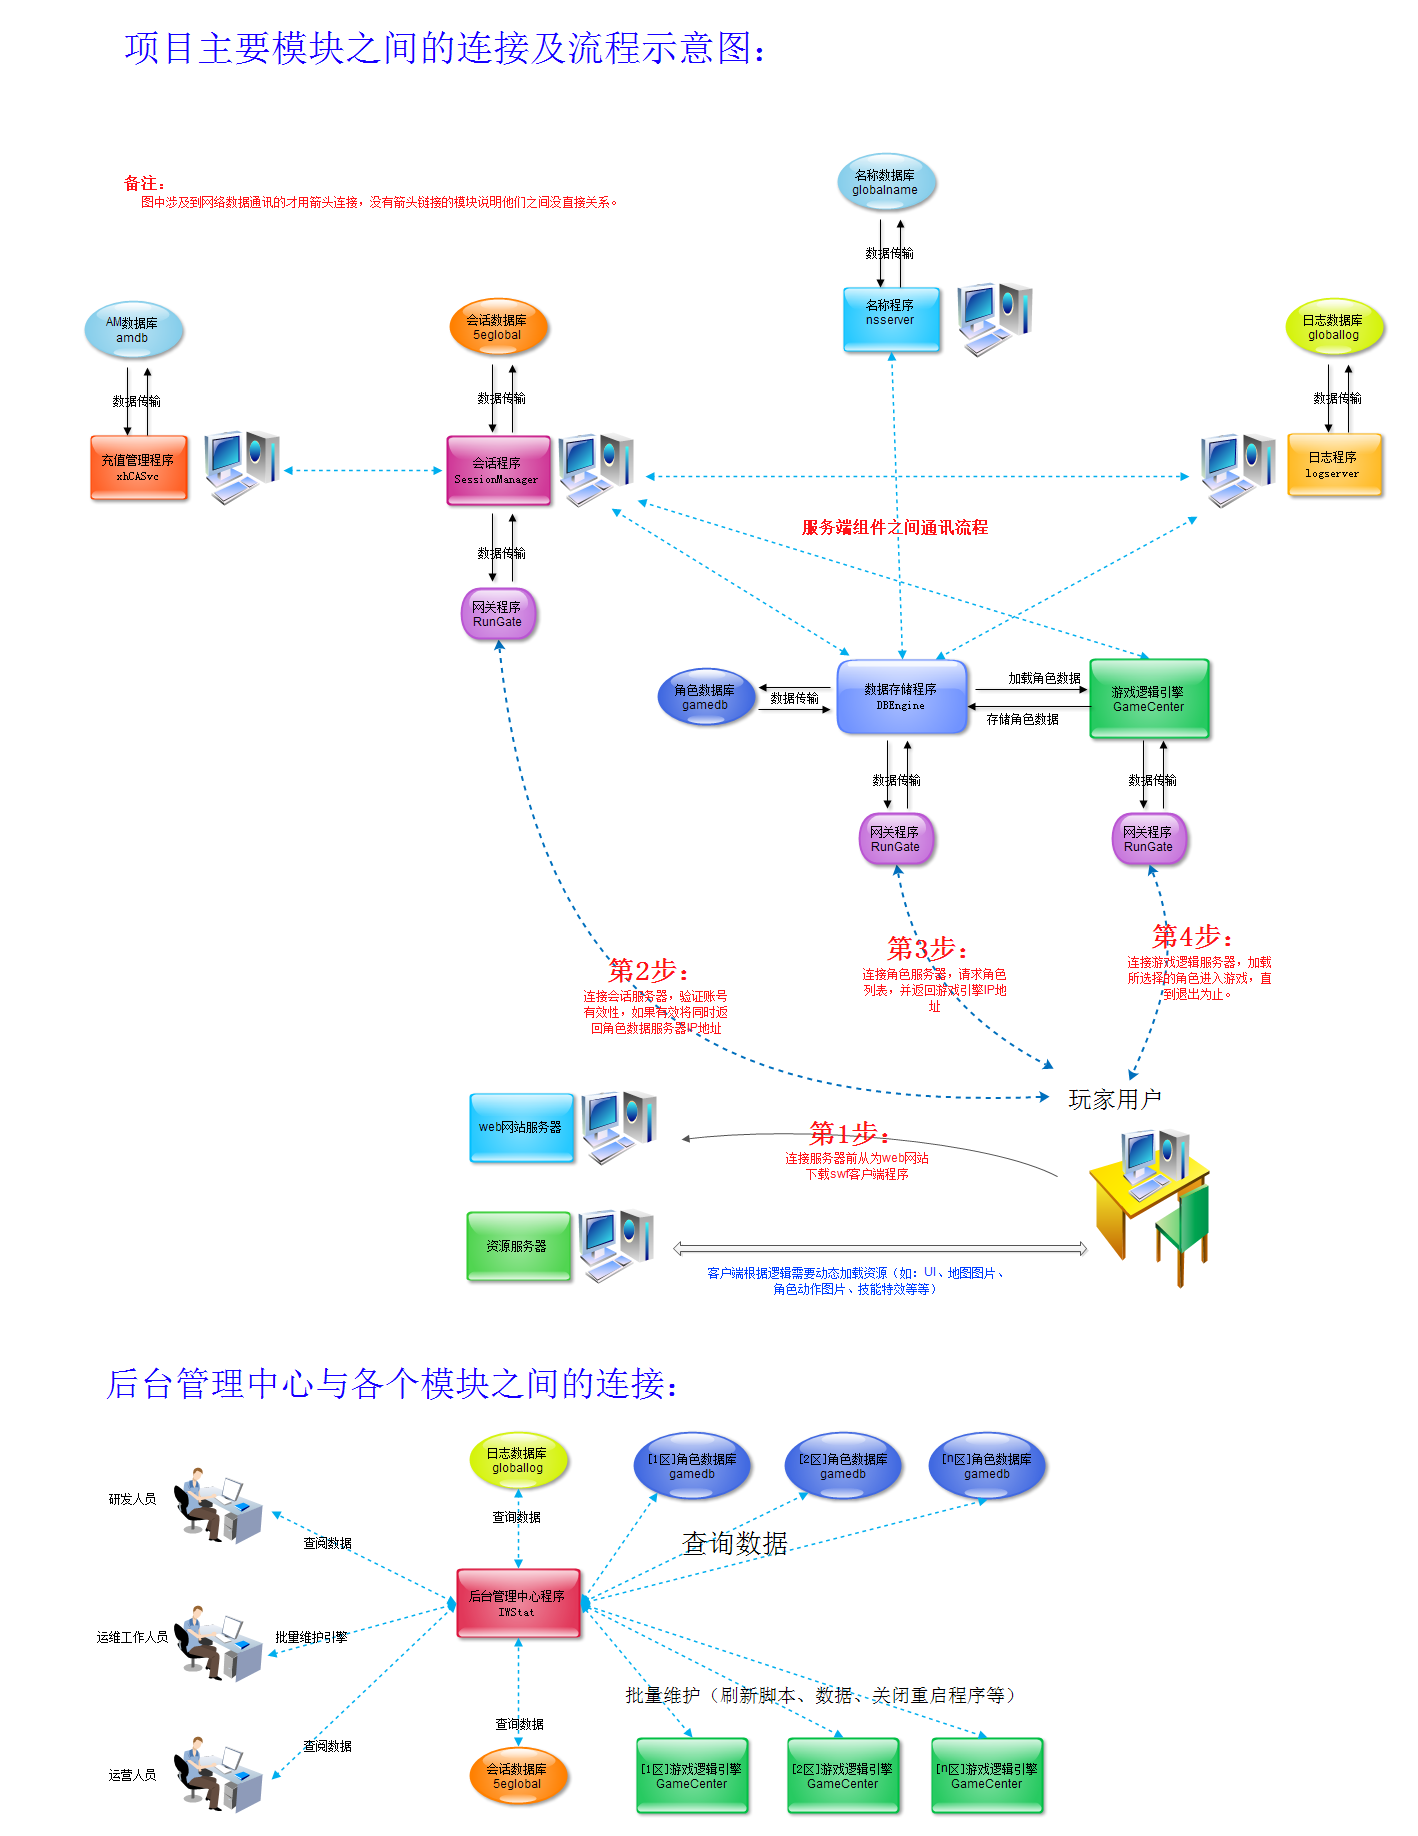 项目主要模块之间的连接及流程示意图：
备注：
图中涉及到网络数据通讯的才用箭头连接，没有箭头链接的模块说明他们之间没直接关系。
名称数据库
globalname
数据传输
名称程序
nsserver
AM数据库
amdb
数据传输
充值管理程序
xhCASvc
会话数据库
5eglobal
数据传输
会话程序
SessionManager
数据传输
网关程序
RunGate
日志数据库
globallog
数据传输
日志程序
logserver
服务端组件之间通讯流程
角色数据库
gamedb
数据传输
数据存储程序
DBEngine
加载角色数据
存储角色数据
游戏逻辑引擎
GameCenter
数据传输
数据传输
网关程序
RunGate
网关程序
RunGate
第2步：
连接会话服务器，验证账号
有效性，如果有效将同时返
回角色数据服务器IP地址
第3步：
连接角色服务器，请求角色
列表，并返回游戏引擎IP地
址
第4步：
连接游戏逻辑服务器，加载
所选择的角色进入游戏，直
到退出为止。
玩家用户
web网站服务器
第1步：
连接服务器前从为web网站
下载swf客户端程序
资源服务器
客户端根据逻辑需要动态加载资源（如：UI、地图图片、
角色动作图片、技能特效等等）
后台管理中心与各个模块之间的连接：
日志数据库
globallog
[1区]角色数据库
gamedb
[2区]角色数据库
gamedb
[n区]角色数据库
gamedb
研发人员
查阅数据
查询数据
查询数据
后台管理中心程序
IWStat
运维工作人员
批量维护引擎
批量维护（刷新脚本、数据、关闭重启程序等）
查询数据
查阅数据
运营人员
会话数据库
5eglobal
[1区]游戏逻辑引擎
GameCenter
[2区]游戏逻辑引擎
GameCenter
[n区]游戏逻辑引擎
GameCenter